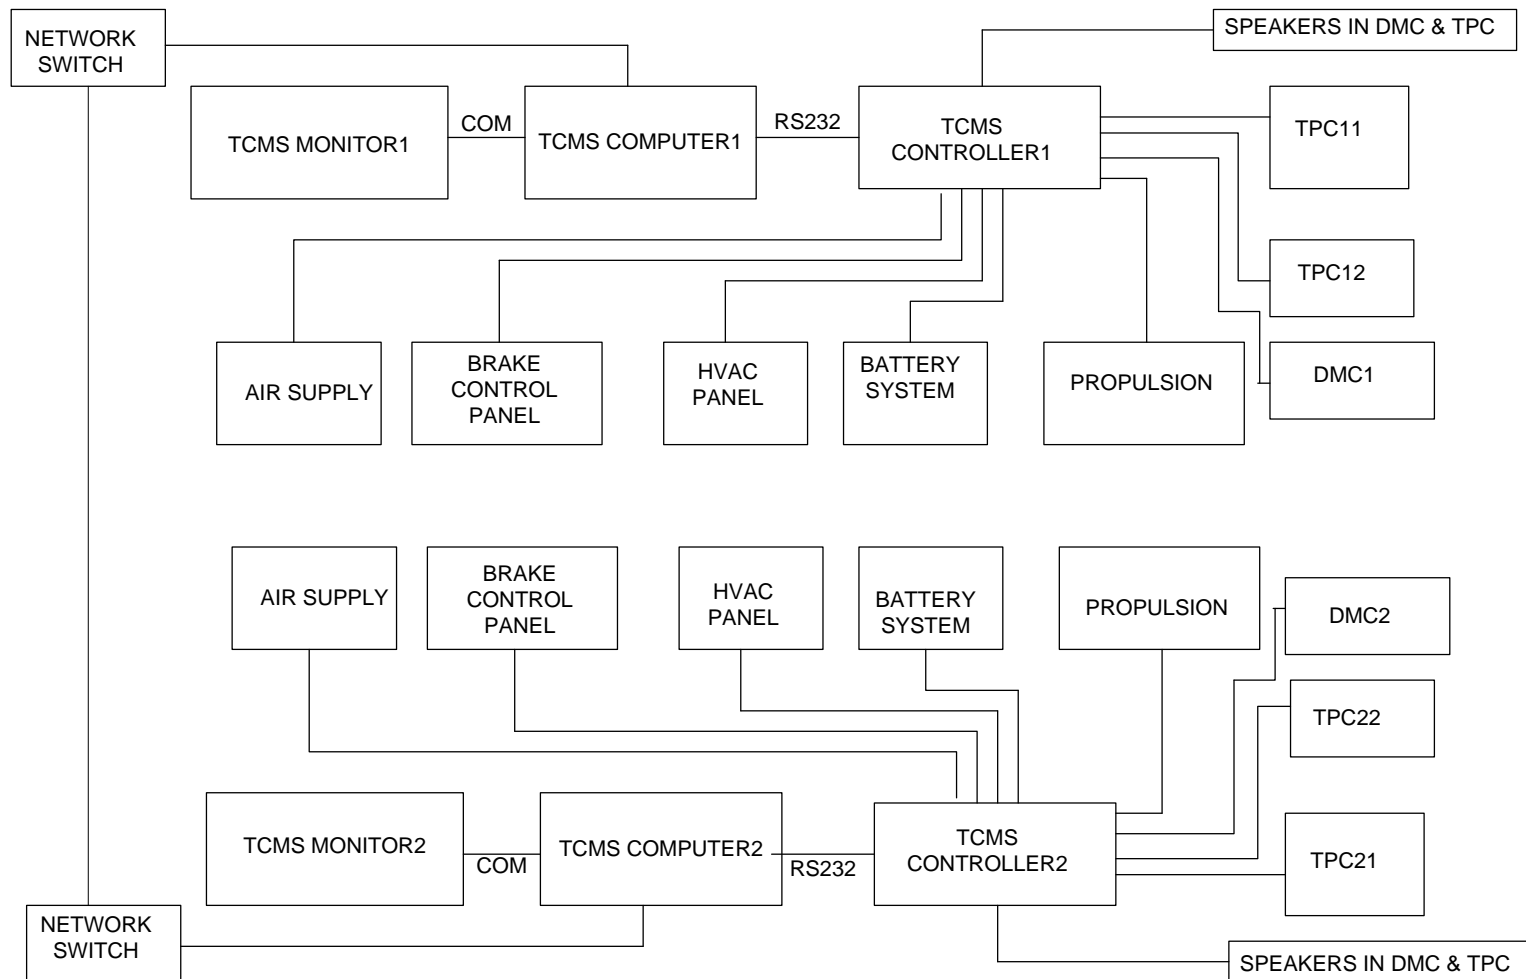 NETWORK
SWITCH
SPEAKERS IN DMC & TPC
TCMS MONITOR1
COM
TCMS COMPUTER1
RS232
TCMS
CONTROLLER1
TPC11
TPC12
DMC1
AIR SUPPLY
BRAKE
CONTROL
PANEL
HVAC
PANEL
BATTERY
SYSTEM
PROPULSION
AIR SUPPLY
BRAKE
CONTROL
PANEL
HVAC
PANEL
BATTERY
SYSTEM
PROPULSION
DMC2
TPC22
TCMS MONITOR2
COM
TCMS COMPUTER2
RS232
TCMS
CONTROLLER2
TPC21
NETWORK
SWITCH
SPEAKERS IN DMC & TPC